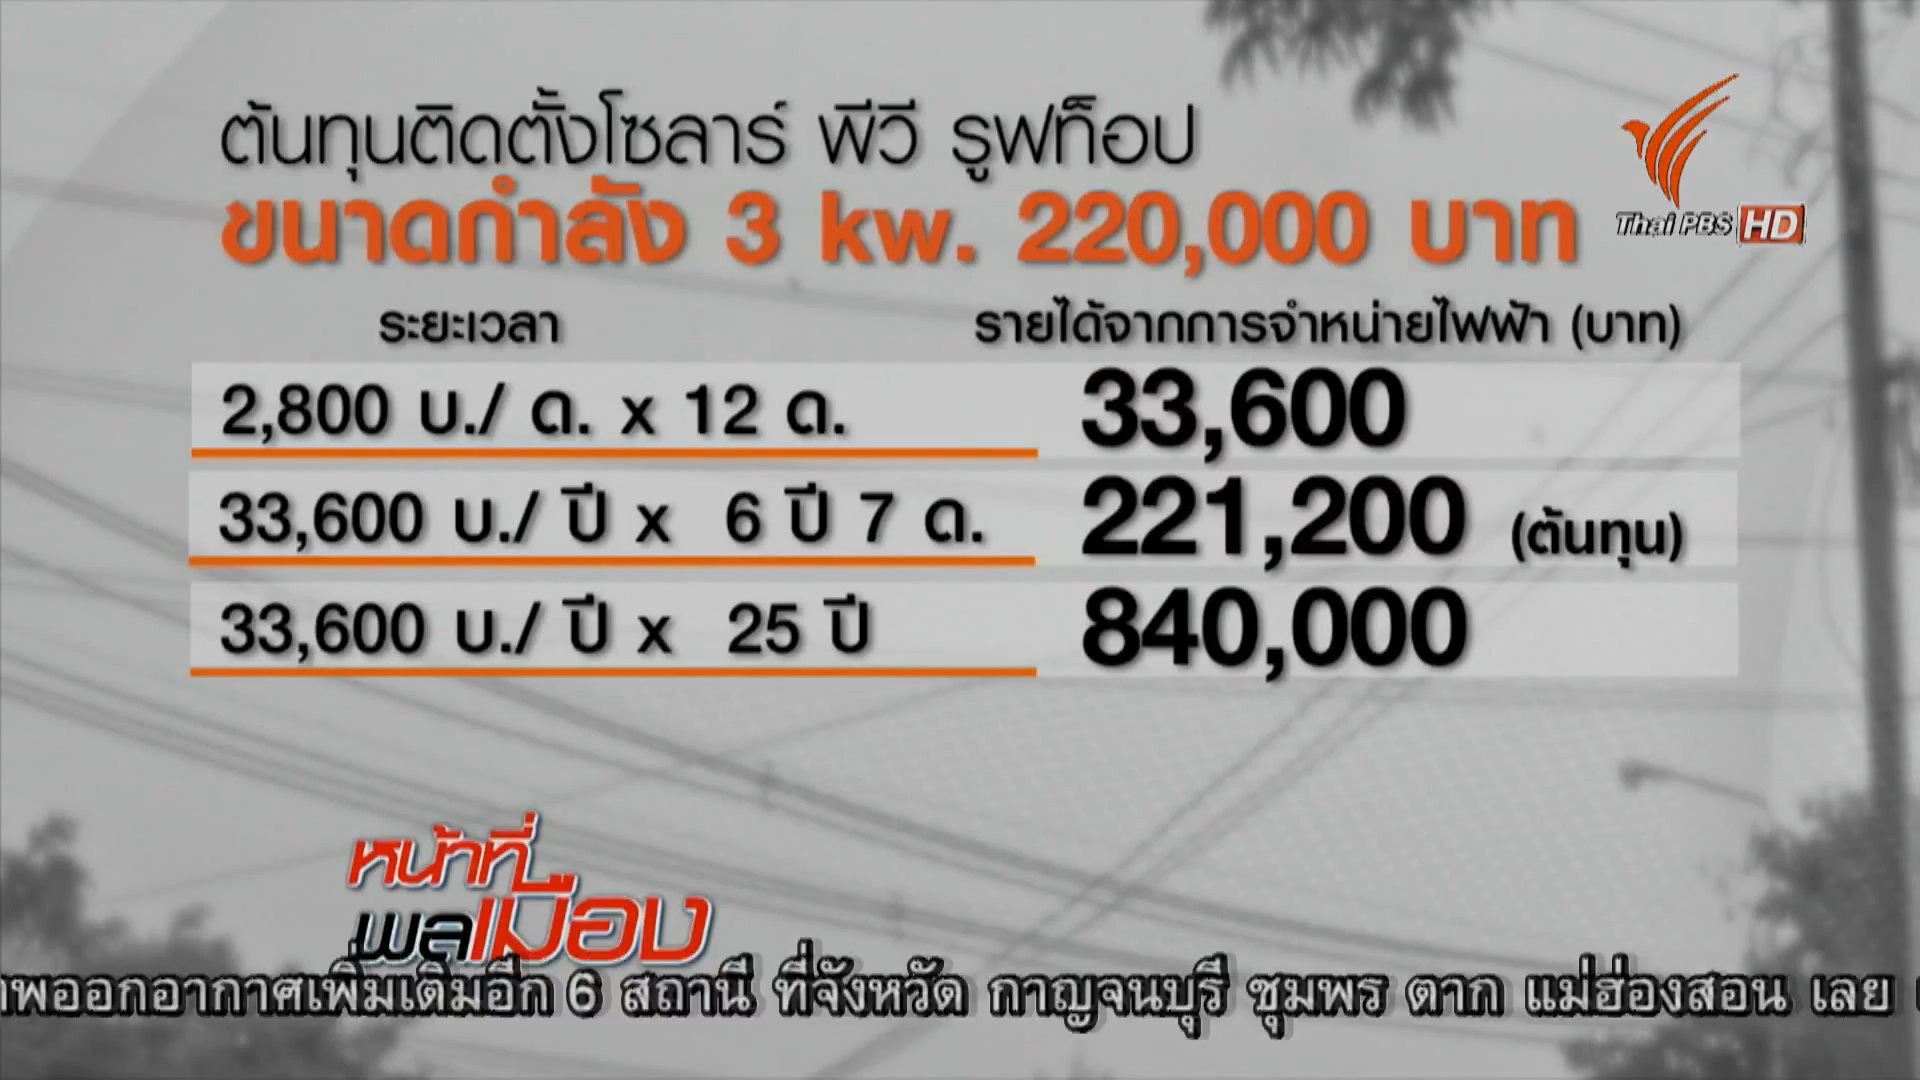 ต้นทุนติดตั้งโซลาร์ พีวี รูฟท็อป
ขนาดกำลัง 3 kw. 220,000 บาท
Thai PBS HD
ระยะเวลา รายได้จากการจำหน่ายไฟฟ้า (บาท)
2,800 บ./ ด. x 12 ด. 33,600
33,600 บ./ ปี x 6 ปี 7 ด. 221,200 (ต้นทุน)
33,600 บ./ ปี x 25 ปี 840,000
หน้าที่
พลเมือง
าพออกอากาศเพิ่มเติมอีก 6 สถานี ที่จังหวัด กาญจนบุรี ชุมพร ตาก แม่ฮ่องสอน เลย